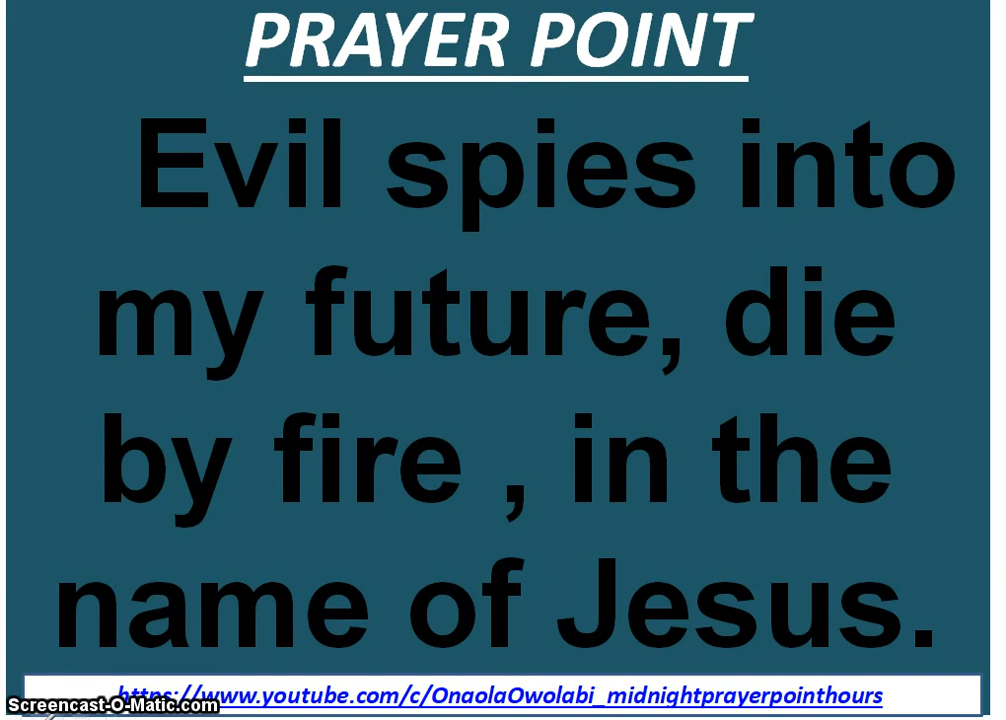 PRAYER POINT
Evil spies into
my future, die
by fire , in the
name of Jesus.
https://www.youtube.com/c/OnaolaOwolabi_midnightprayerpointhours
Screencast-O-Matic.com